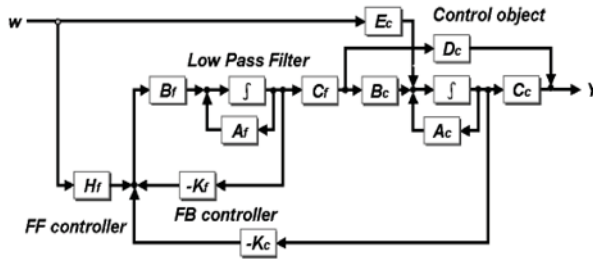 Control object
w
Ec
Dc
Low Pass Filter
Bf
∫
Cf
Bc
∫
Cc
Y
Af
Ac
Hf
-Kf
FB controller
FF controller
-Kc